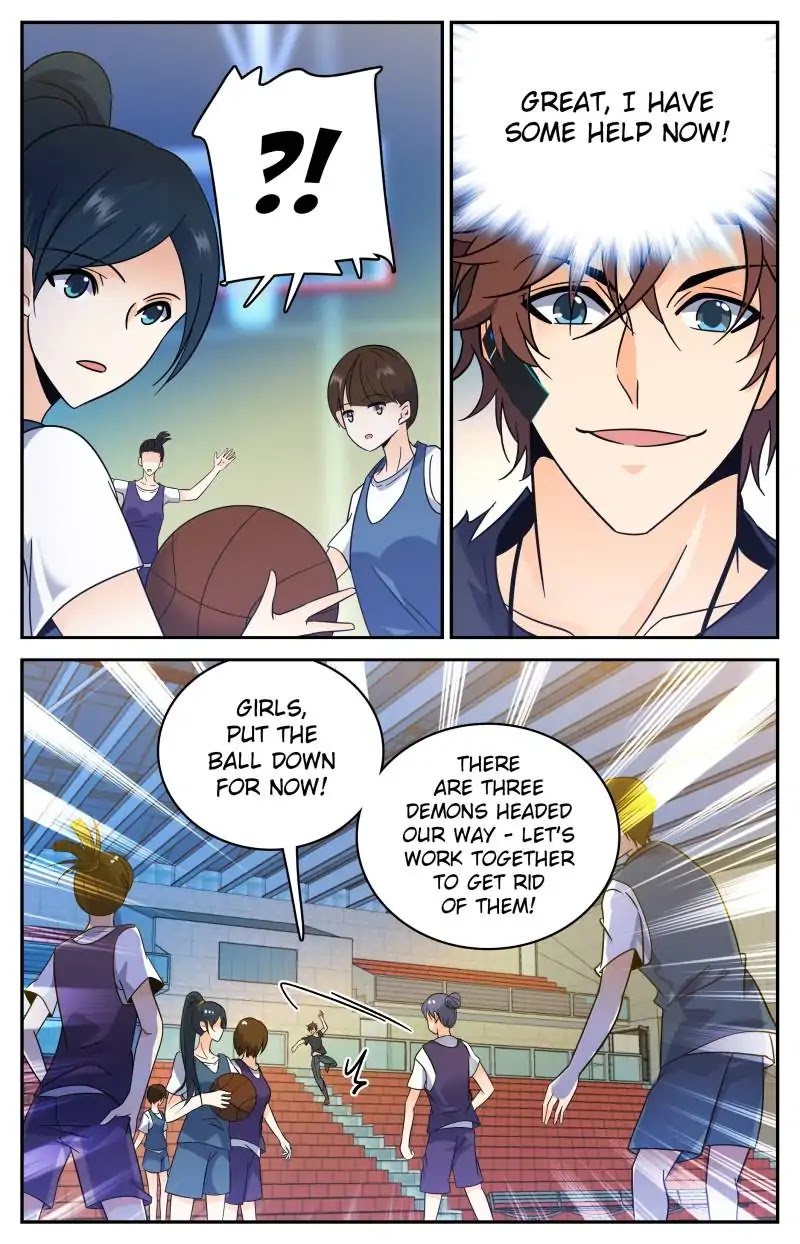 ?!
GREAT, I HAVE
SOME HELP NOW!
GIRLS,
PUT THE
BALL DOWN
FOR NOW!
THERE
ARE THREE
DEMONS HEADED
OUR WAY - LET'S
WORK TOGETHER
TO GET RID
OF THEM!